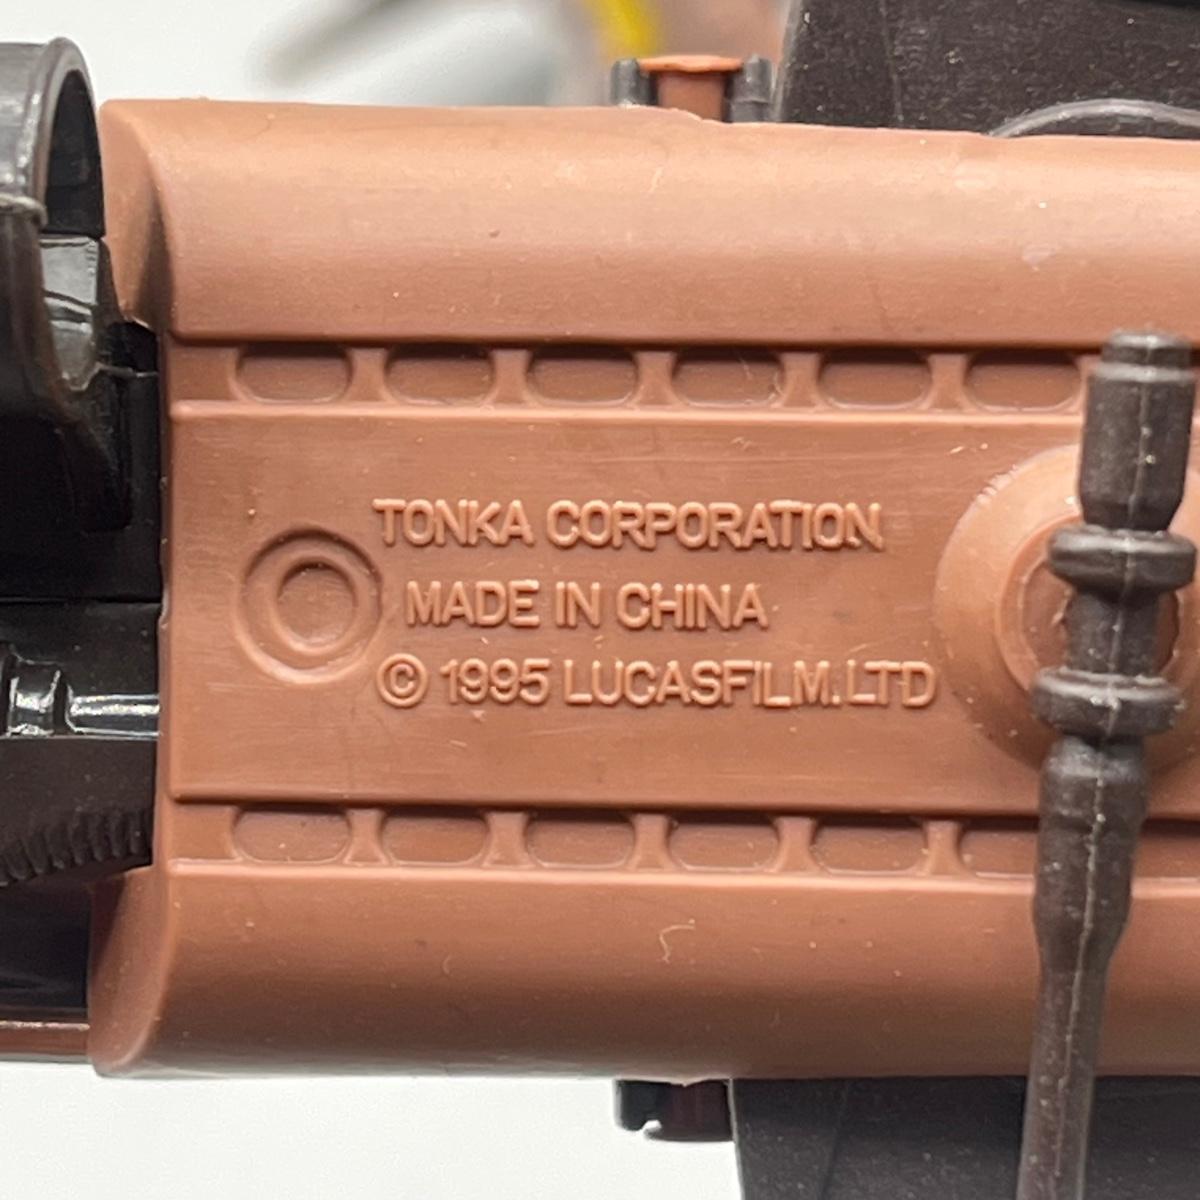 TONKA CORPORATION
MADE IN CHINA
© 1995 LUCASFILM.LTD